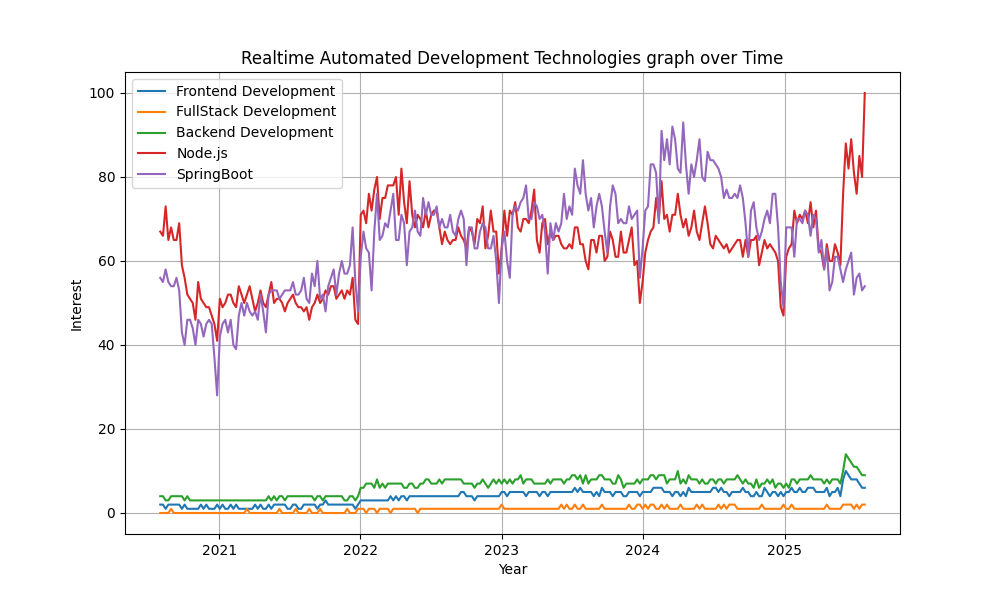 Realtime Automated Development Technologies graph over Time
Frontend Development
FullStack Development
Backend Development
Node.js
SpringBoot
100
80
60
40
20
0
Interest
2021
2022
2023
2024
2025
Year